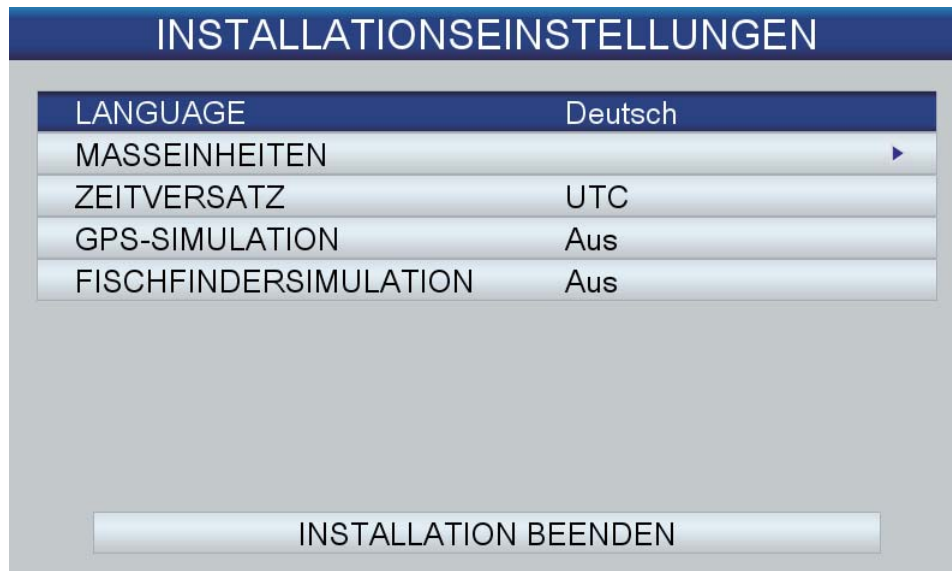 INSTALLATIONSEINSTELLUNGEN
LANGUAGE Deutsch
MASSEINHEITEN
ZEITVERSATZ UTC
GPS-SIMULATION Aus
FISCHFINDERSIMULATION Aus
INSTALLATION BEENDEN